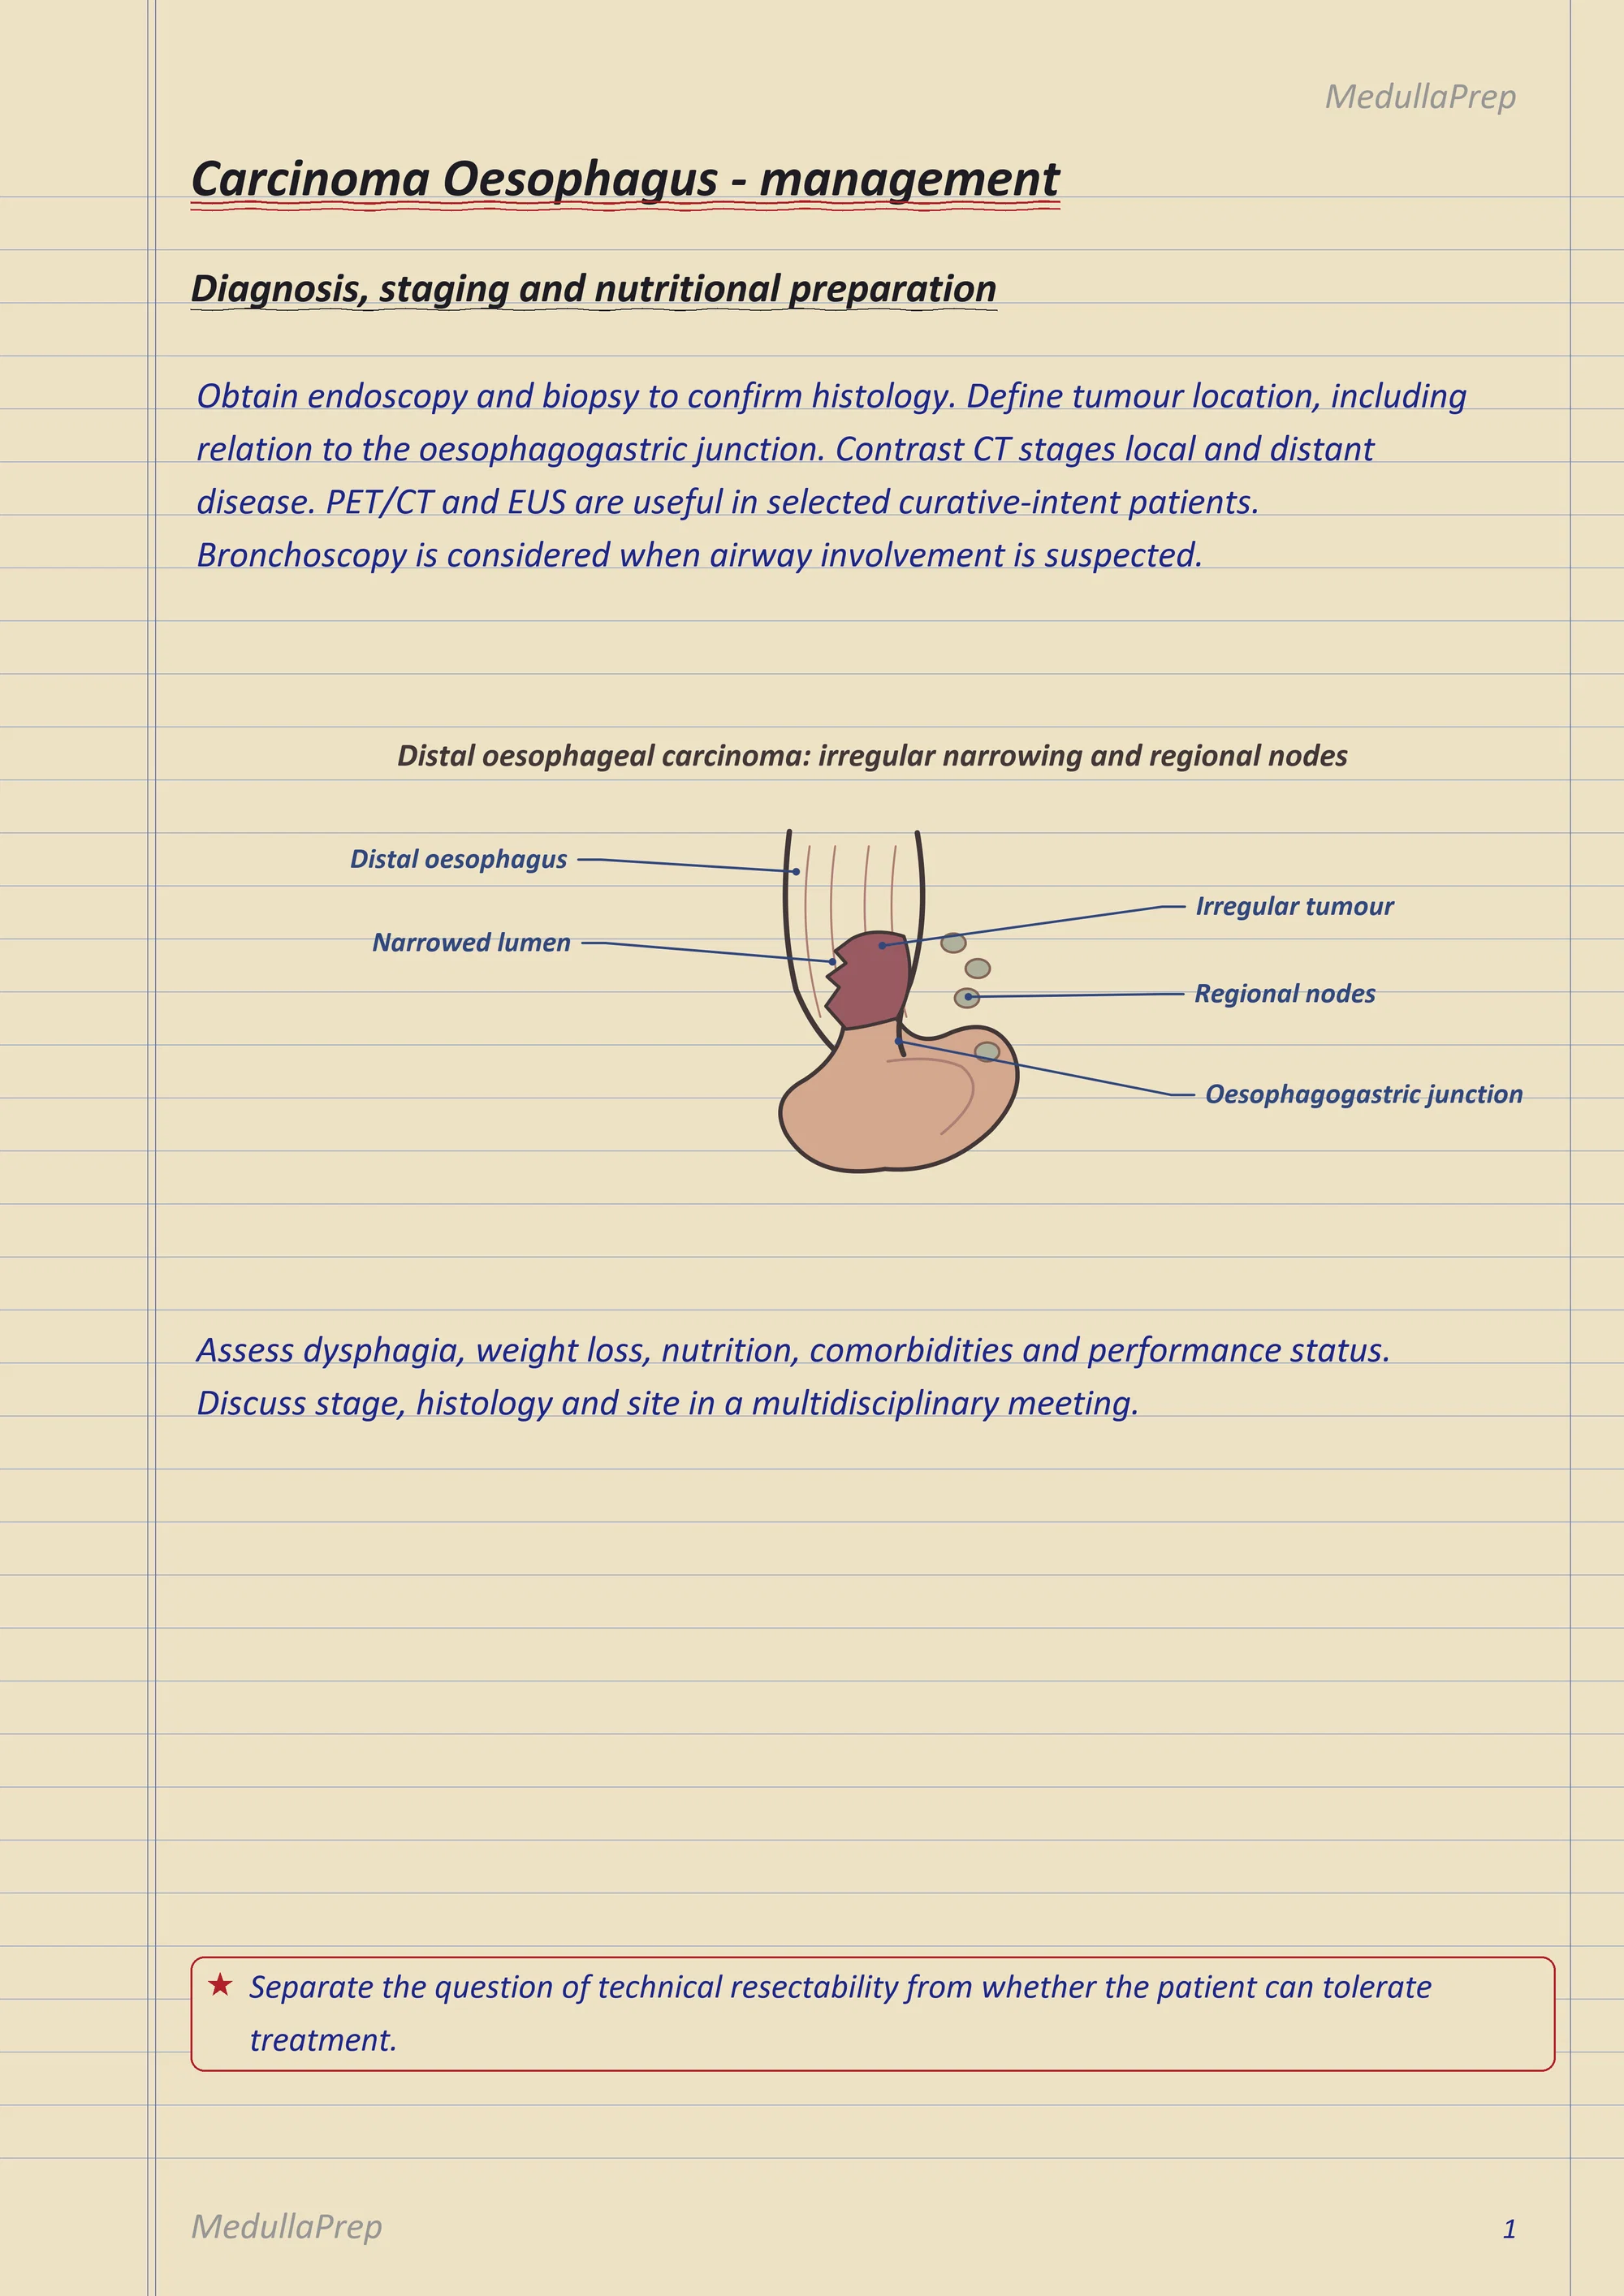 MedullaPrep
Carcinoma Oesophagus - management
Diagnosis, staging and nutritional preparation
Obtain endoscopy and biopsy to confirm histology. Define tumour location, including
relation to the oesophagogastric junction. Contrast CT stages local and distant
disease. PET/CT and EUS are useful in selected curative-intent patients.
Bronchoscopy is considered when airway involvement is suspected.
Distal oesophageal carcinoma: irregular narrowing and regional nodes
Distal oesophagus
Irregular tumour
Narrowed lumen
Regional nodes
Oesophagogastric junction
Assess dysphagia, weight loss, nutrition, comorbidities and performance status.
Discuss stage, histology and site in a multidisciplinary meeting.
★ Separate the question of technical resectability from whether the patient can tolerate
treatment.
MedullaPrep
1